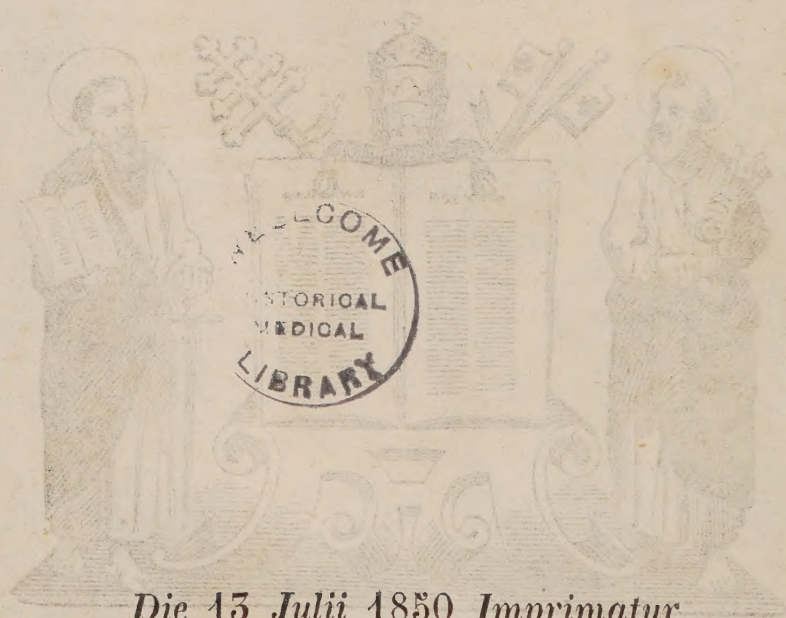 WELLCOME
HISTORICAL
MEDICAL
LIBRARY
Die 13 Julii 1850 Imprimatur